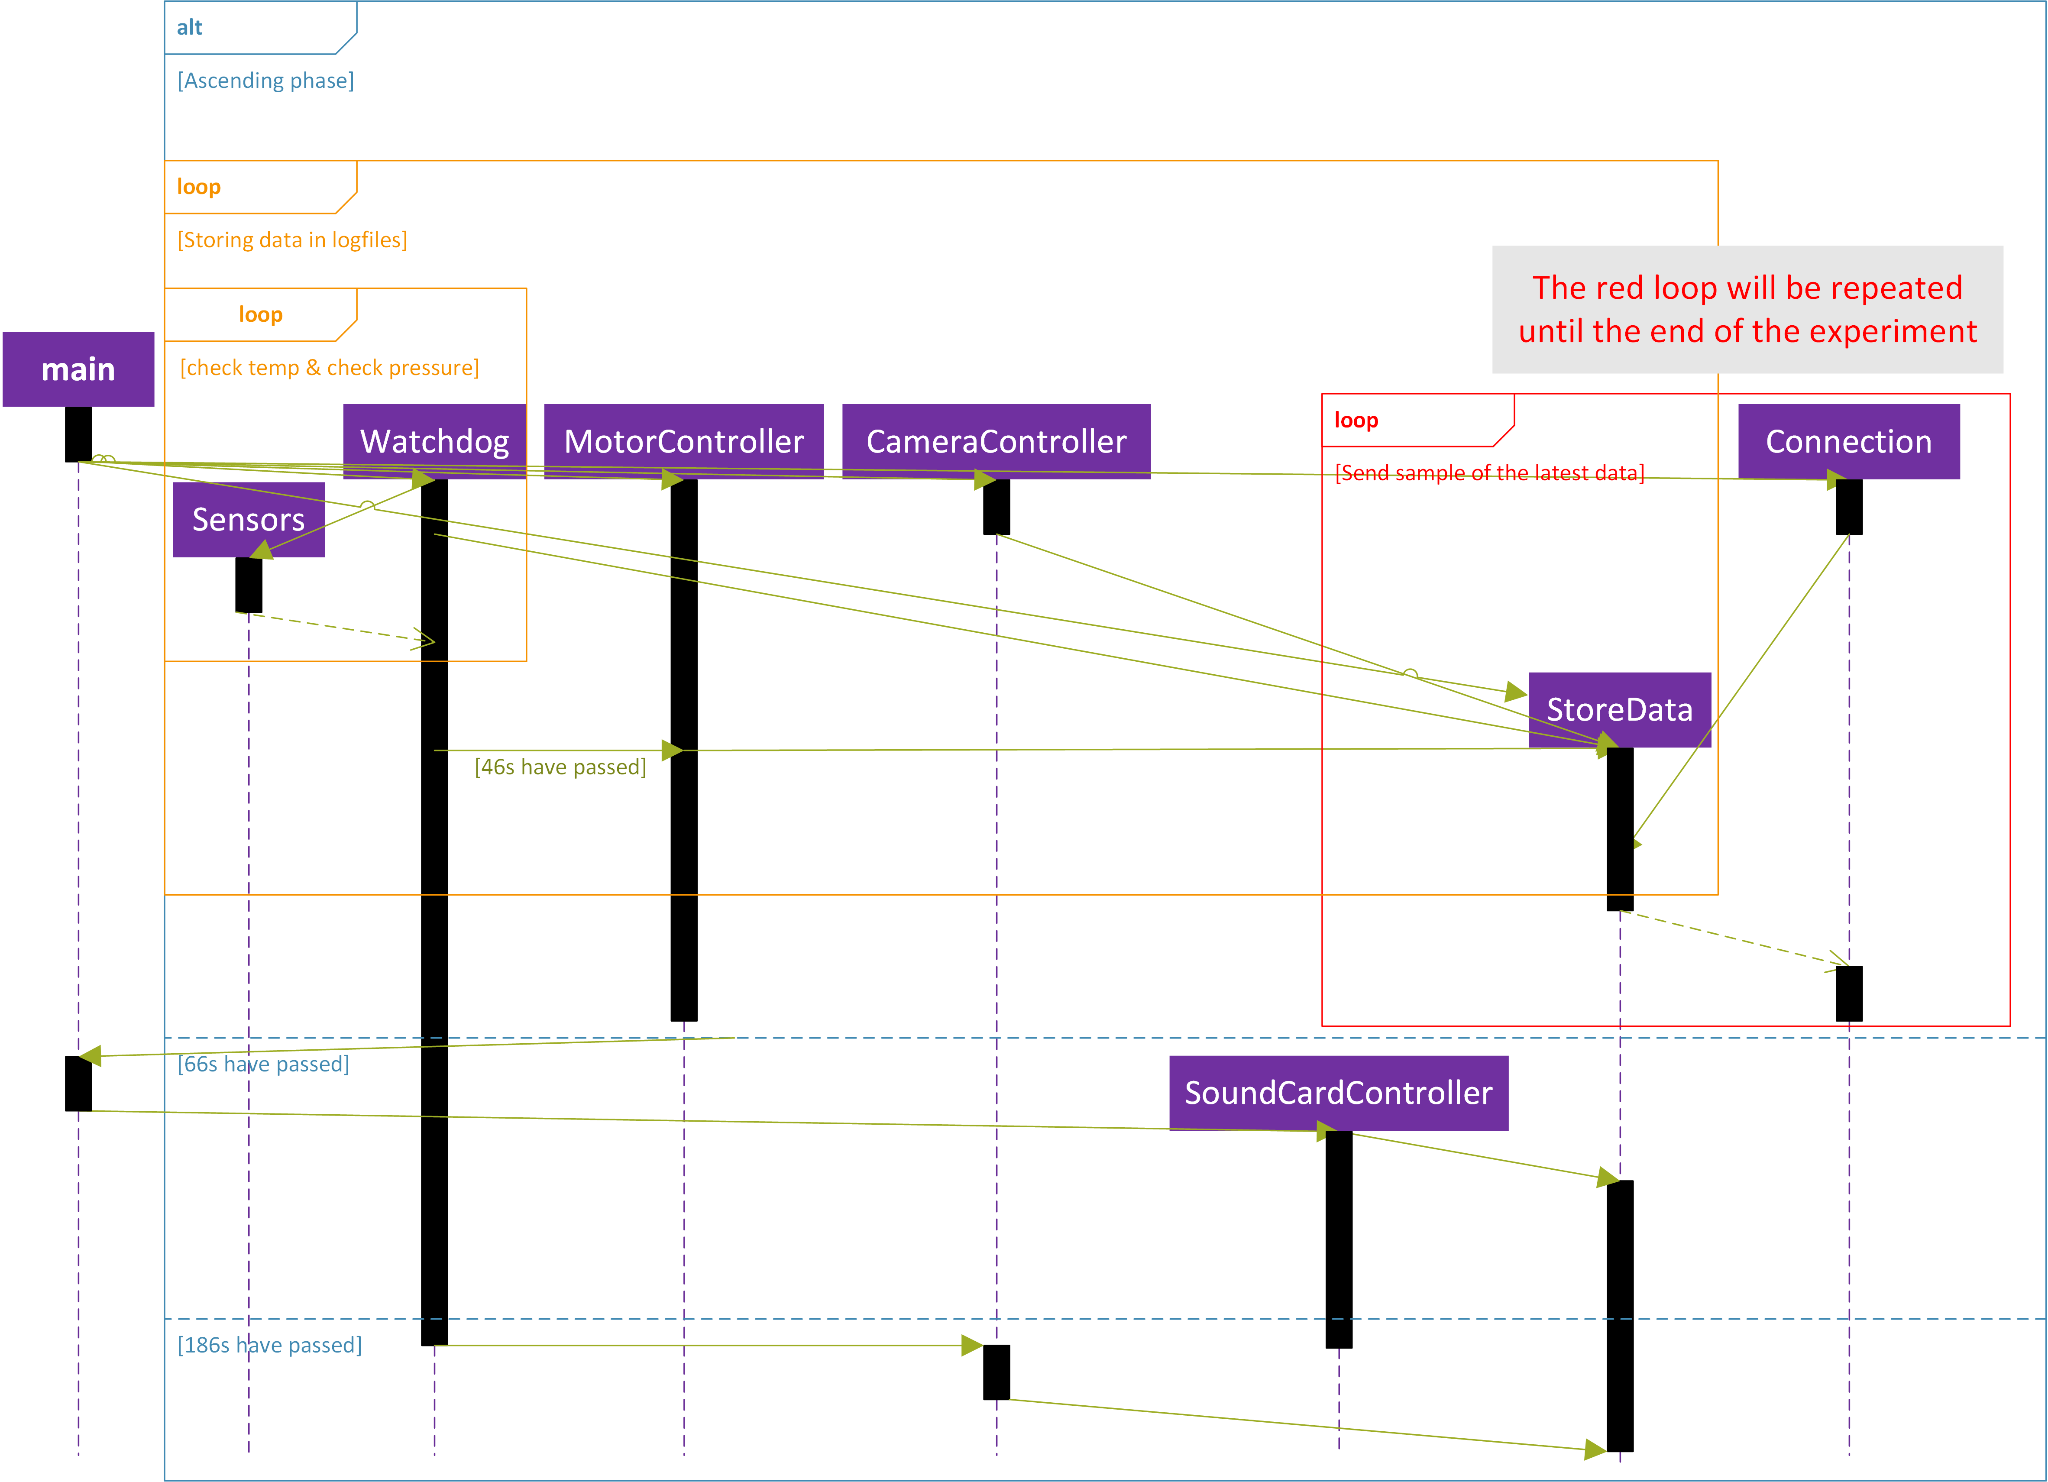 alt
[Ascending phase]
loop
[Storing data in logfiles]
The red loop will be repeated
until the end of the experiment
loop
[check temp & check pressure]
main
loop
Watchdog
MotorController
CameraController
Connection
[Send sample of the latest data]
Sensors
StoreData
[46s have passed]
[66s have passed]
SoundCardController
[186s have passed]